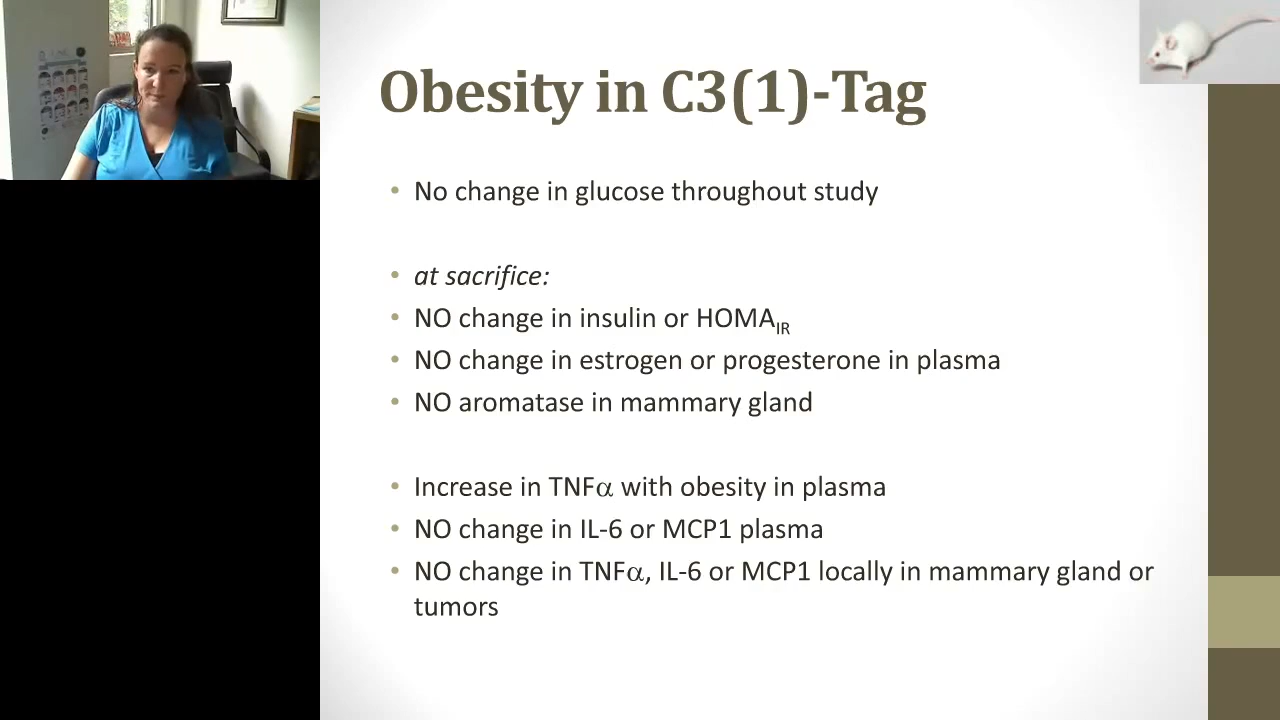 Obesity in C3(1)-Tag
• No change in glucose throughout study
• at sacrifice:
• NO change in insulin or HOMAIR
• NO change in estrogen or progesterone in plasma
• NO aromatase in mammary gland
• Increase in TNFα with obesity in plasma
• NO change in IL-6 or MCP1 plasma
• NO change in TNFα, IL-6 or MCP1 locally in mammary gland or
tumors